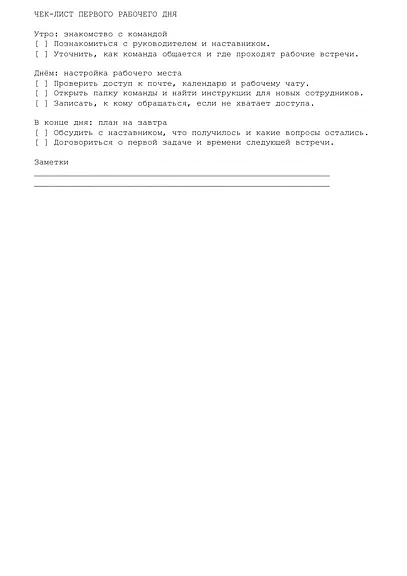 ЧЕК-ЛИСТ ПЕРВОГО РАБОЧЕГО ДНЯ
Утро: знакомство с командой
[ ] Познакомиться с руководителем и наставником.
[ ] Уточнить, как команда общается и где проходят рабочие встречи.
Днём: настройка рабочего места
[ ] Проверить доступ к почте, календарю и рабочему чату.
[ ] Открыть папку команды и найти инструкции для новых сотрудников.
[ ] Записать, к кому обращаться, если не хватает доступа.
В конце дня: план на завтра
[ ] Обсудить с наставником, что получилось и какие вопросы остались.
[ ] Договориться о первой задаче и времени следующей встречи.
Заметки